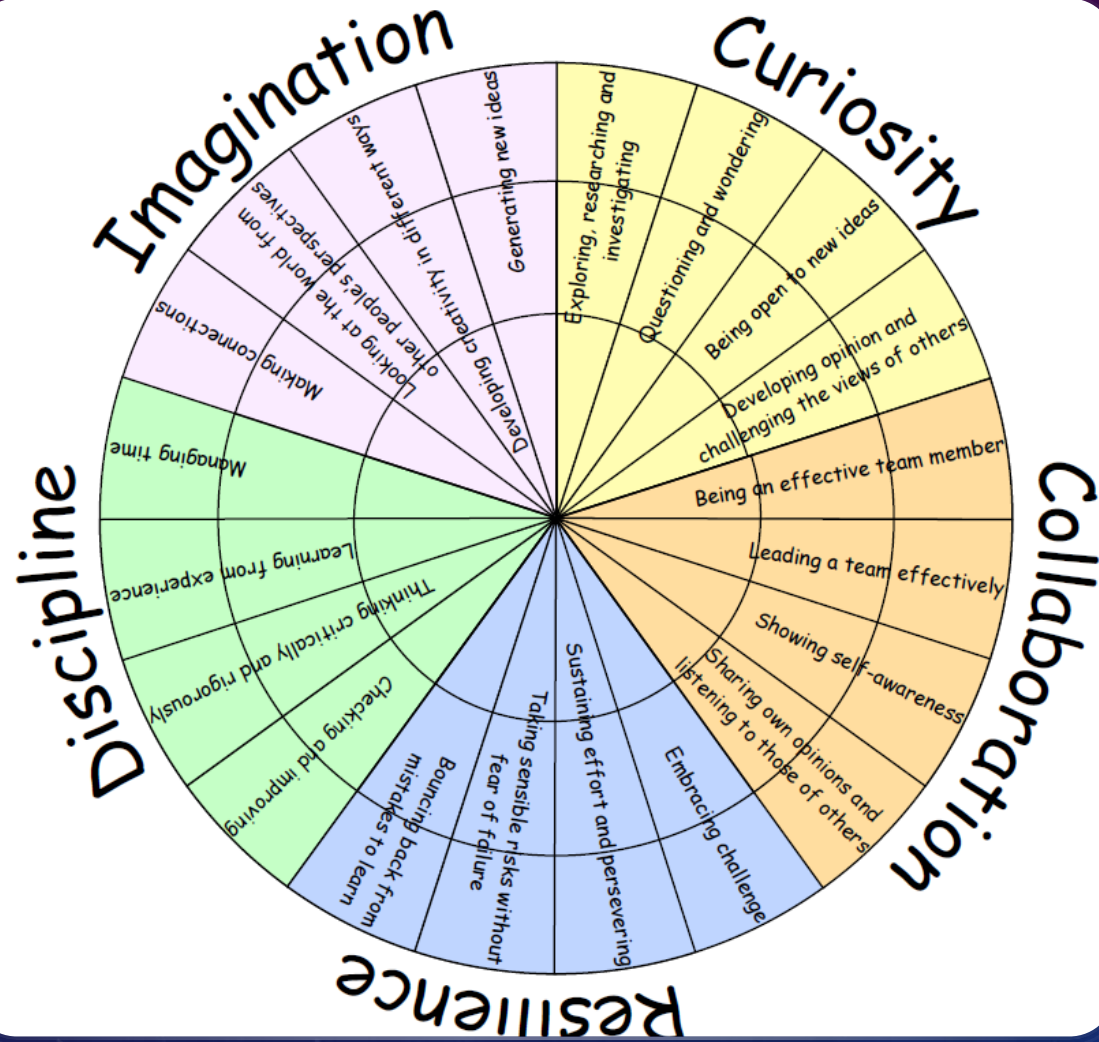 Curiosity
Exploring, researching and
investigating
Questioning and wondering
Being open to new ideas
Developing opinion and
challenging the views of others
Collaboration
Being an effective team member
Leading a team effectively
Showing self-awareness
Sharing own opinions and
listening to those of others
Resilience
Embracing challenge
Sustaining effort and persevering
Taking sensible risks without
fear of failure
Bouncing back from
mistakes to learn
Discipline
Checking and improving
Thinking critically and rigorously
Learning from experience
Managing time
Imagination
Making connections
Looking at the world from
other people's perspectives
Developing creativity in different ways
Generating new ideas